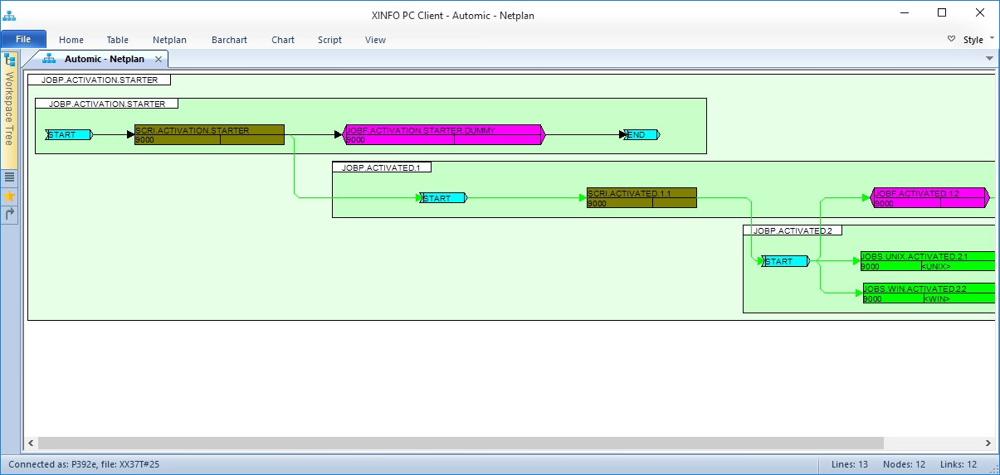 XINFO PC Client - Automic - Netplan
File Home Table Netplan Barchart Chart Script View Style
Automic - Netplan
Workspace Tree
JOBP.ACTIVATION.STARTER
JOBP.ACTIVATION.STARTER
START
SCRI.ACTIVATION.STARTER
9000
JOBF.ACTIVATION.STARTER.DUMMY
9000
END
JOBP.ACTIVATED.1
START
SCRI.ACTIVATED.1.1
9000
JOBF.ACTIVATED.1.2
9000
JOBP.ACTIVATED.2
START
JOBS.UNIX.ACTIVATED.2.1
9000 <UNIX>
JOBS.WIN.ACTIVATED.2.2
9000 <WIN>
Connected as: P392e, file: XX37T#25 Lines: 13 Nodes: 12 Links: 12